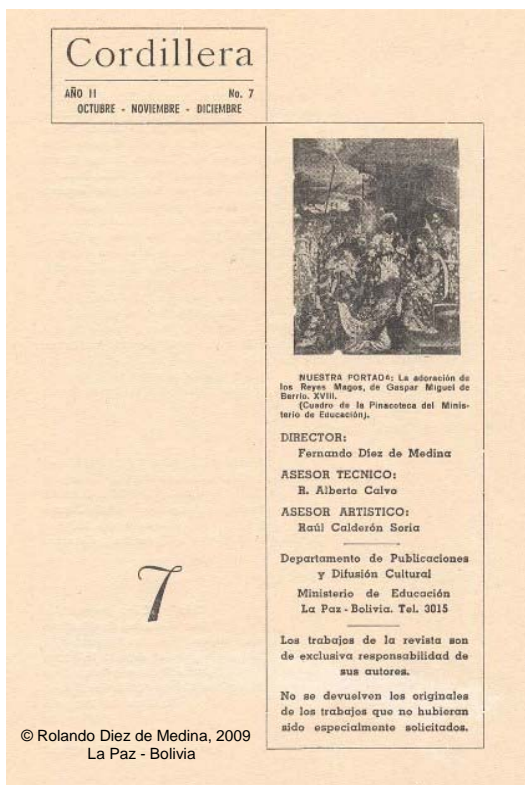 Cordillera
AÑO II No. 7
OCTUBRE - NOVIEMBRE - DICIEMBRE
NUESTRA PORTADA: La adoración de
los Reyes Magos, de Gaspar Miguel de
Berrio. XVIII.
(Cuadro de la Pinacoteca del Minis-
terio de Educación).
DIRECTOR:
Fernando Díez de Medina
ASESOR TECNICO:
R. Alberto Calvo
ASESOR ARTISTICO:
Raúl Calderón Soria
Departamento de Publicaciones
y Difusión Cultural
Ministerio de Educación
La Paz - Bolivia. Tel. 3015
Los trabajos de la revista son
de exclusiva responsabilidad de
sus autores.
No se devuelven los originales
de los trabajos que no hubieran
sido especialmente solicitados.
7
© Rolando Diez de Medina, 2009
La Paz - Bolivia